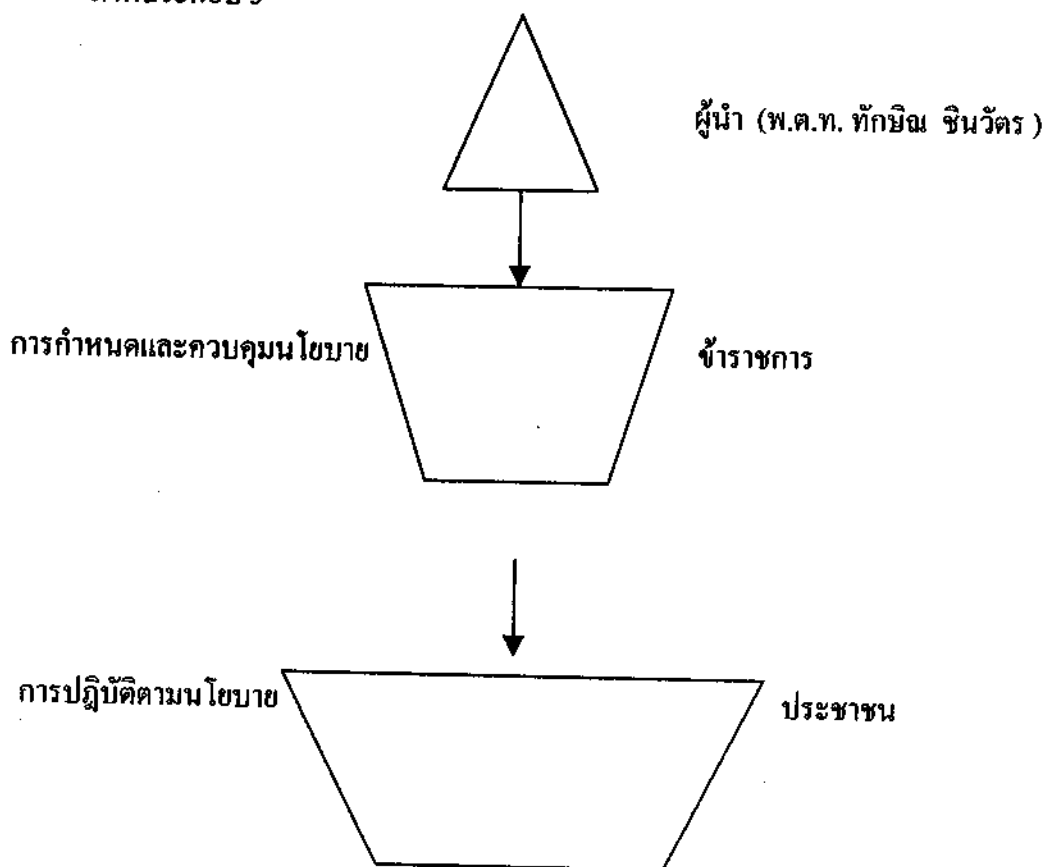 ผู้นำ (พ.ต.ท. ทักษิณ ชินวัตร )
การกำหนดและควบคุมนโยบาย
ข้าราชการ
การปฎิบัติตามนโยบาย
ประชาชน